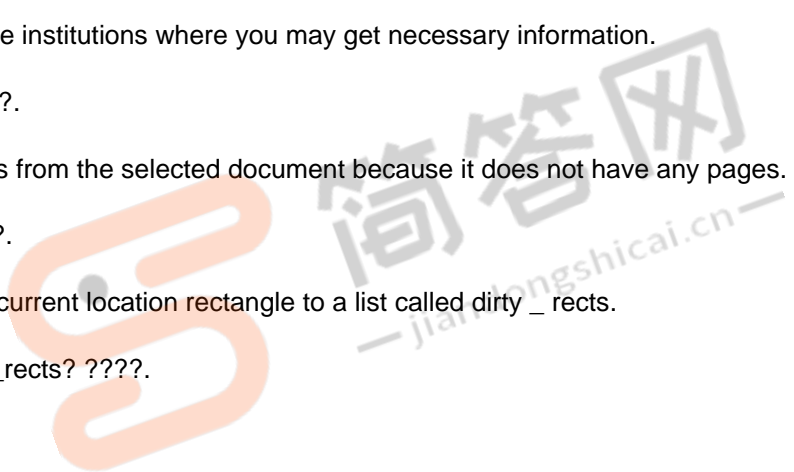 e institutions where you may get necessary information.
?.
s from the selected document because it does not have any pages.
?.
current location rectangle to a list called dirty _ rects.
_rects? ????.
简答网
jiandongshicai.cn